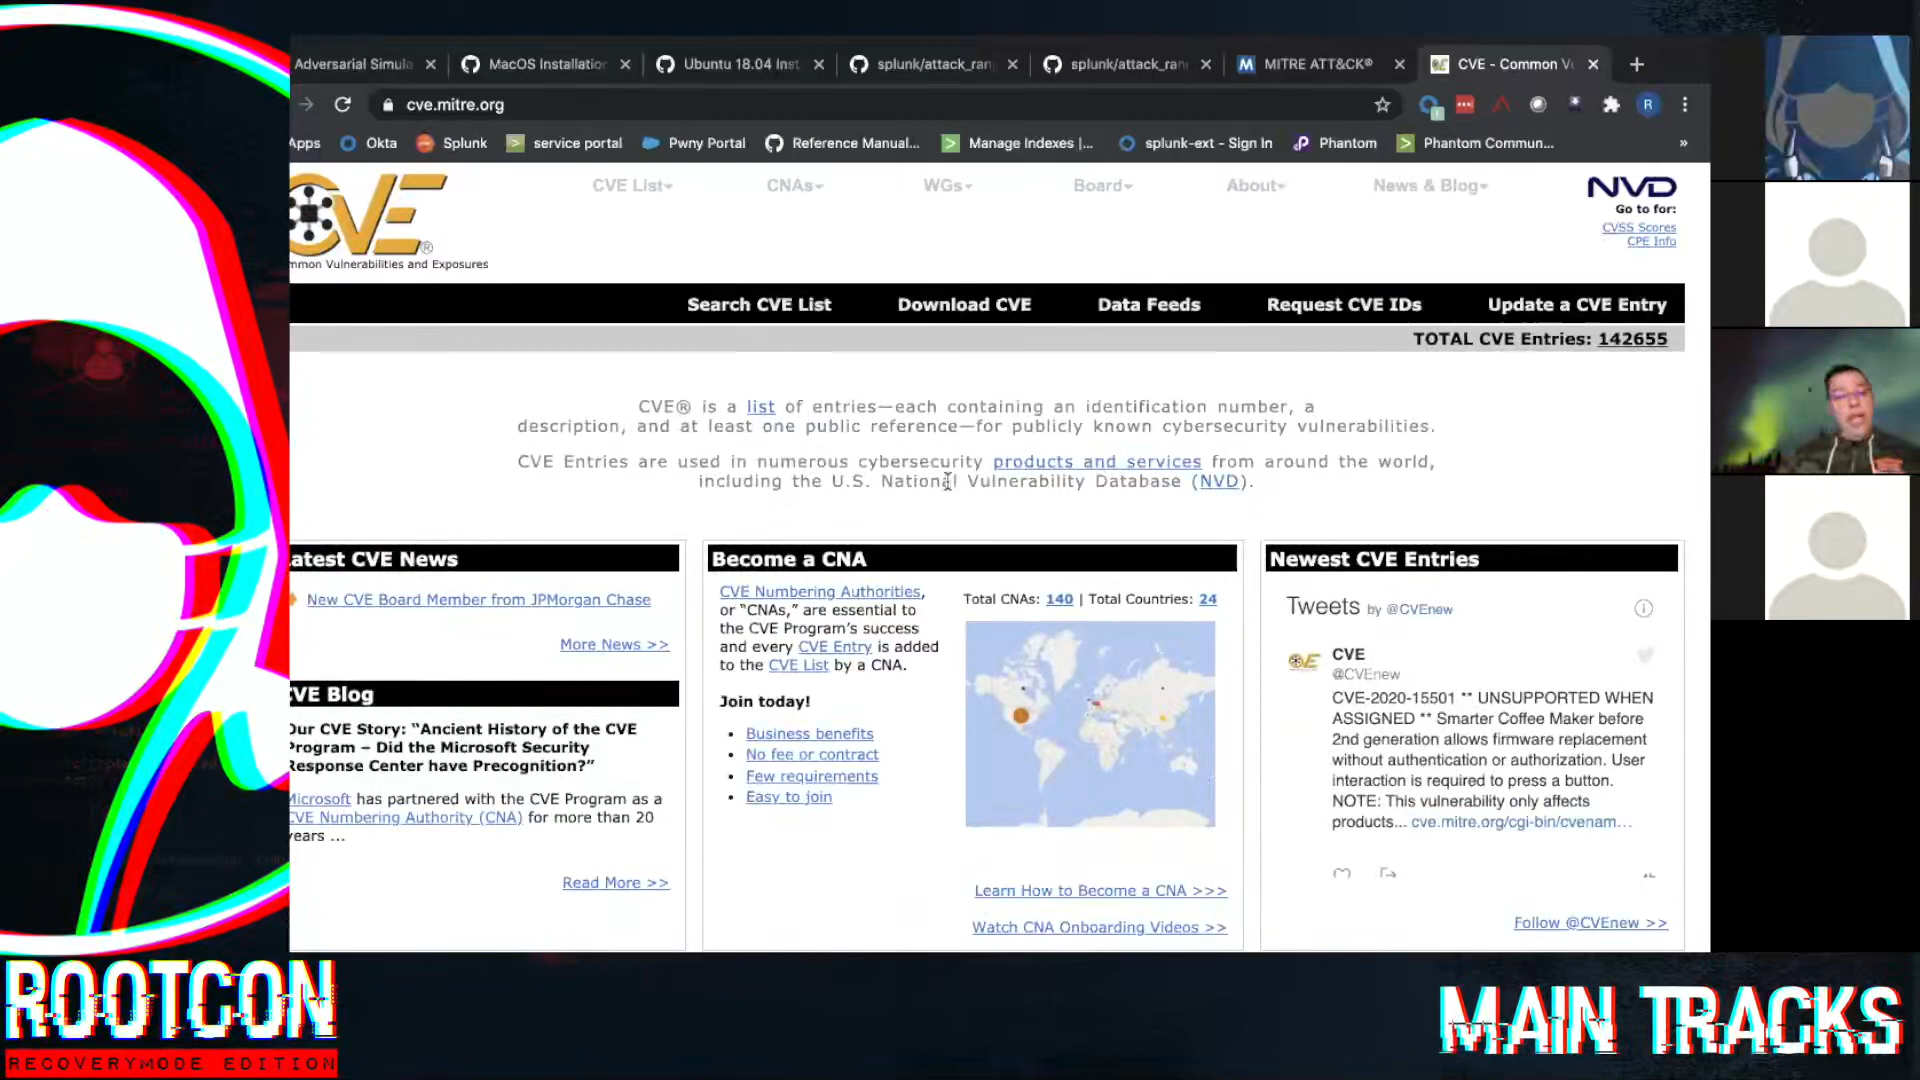 Adversarial Simula
MacOS Installation
Ubuntu 18.04 Inst
splunk/attack_ran
splunk/attack_ran
MITRE ATT&CK®
CVE - Common Vu
cve.mitre.org
R
Apps
Okta
Splunk
service portal
Pwny Portal
Reference Manual...
Manage Indexes |...
splunk-ext - Sign In
Phantom
Phantom Commun...
»
CVE®
mmon Vulnerabilities and Exposures
CVE List
CNAs
WGs
Board
About
News & Blog
NVD
Go to for:
CVSS Scores
CPE Info
Search CVE List
Download CVE
Data Feeds
Request CVE IDs
Update a CVE Entry
TOTAL CVE Entries: 142655
CVE® is a list of entries—each containing an identification number, a
description, and at least one public reference—for publicly known cybersecurity vulnerabilities.
CVE Entries are used in numerous cybersecurity products and services from around the world,
including the U.S. National Vulnerability Database (NVD).
atest CVE News
New CVE Board Member from JPMorgan Chase
More News >>
CVE Blog
Our CVE Story: “Ancient History of the CVE
Program – Did the Microsoft Security
Response Center have Precognition?”
Microsoft has partnered with the CVE Program as a
CVE Numbering Authority (CNA) for more than 20
years ...
Read More >>
Become a CNA
CVE Numbering Authorities,
or “CNAs,” are essential to
the CVE Program’s success
and every CVE Entry is added
to the CVE List by a CNA.
Join today!
• Business benefits
• No fee or contract
• Few requirements
• Easy to join
Total CNAs: 140 | Total Countries: 24
Learn How to Become a CNA >>>
Watch CNA Onboarding Videos >>
Newest CVE Entries
Tweets by @CVEnew
CVE
@CVEnew
CVE-2020-15501 ** UNSUPPORTED WHEN
ASSIGNED ** Smarter Coffee Maker before
2nd generation allows firmware replacement
without authentication or authorization. User
interaction is required to press a button.
NOTE: This vulnerability only affects
products... cve.mitre.org/cgi-bin/cvenam…
Follow @CVEnew >>
ROOTCON
RECOVERYMODE EDITION
MAIN TRACKS